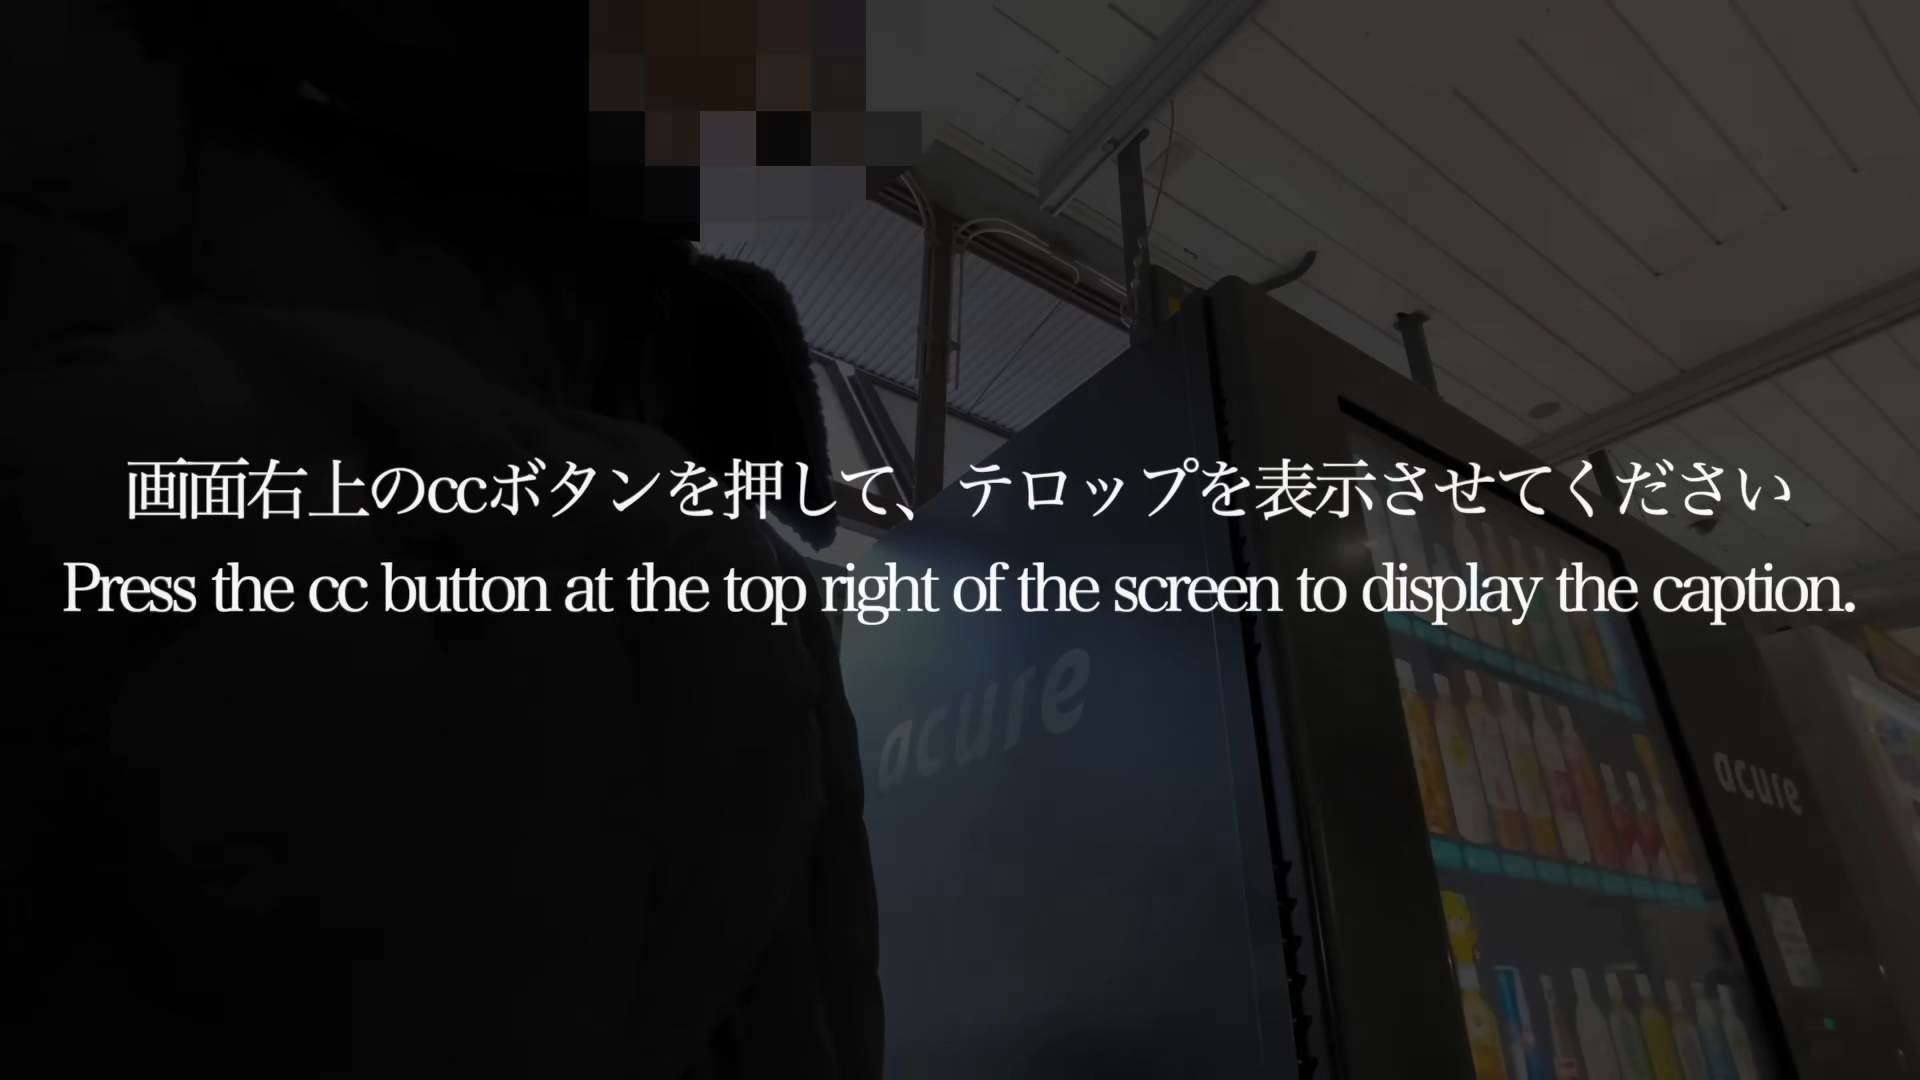 画面右上のccボタンを押して、テロップを表示させてください
Press the cc button at the top right of the screen to display the caption.
acure
acure